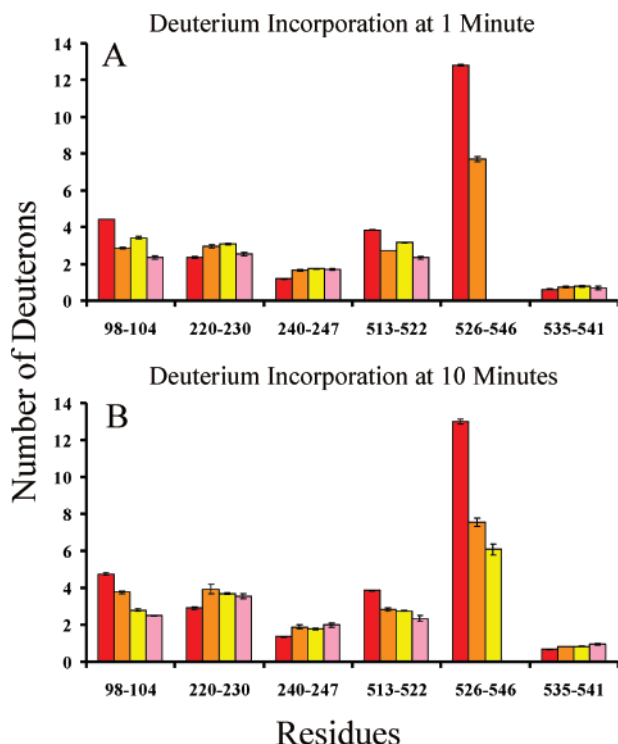 Deuterium Incorporation at 1 Minute
A
14
12
10
8
6
4
2
0
98-104 220-230 240-247 513-522 526-546 535-541
Number of Deuterons
Deuterium Incorporation at 10 Minutes
B
14
12
10
8
6
4
2
0
98-104 220-230 240-247 513-522 526-546 535-541
Residues